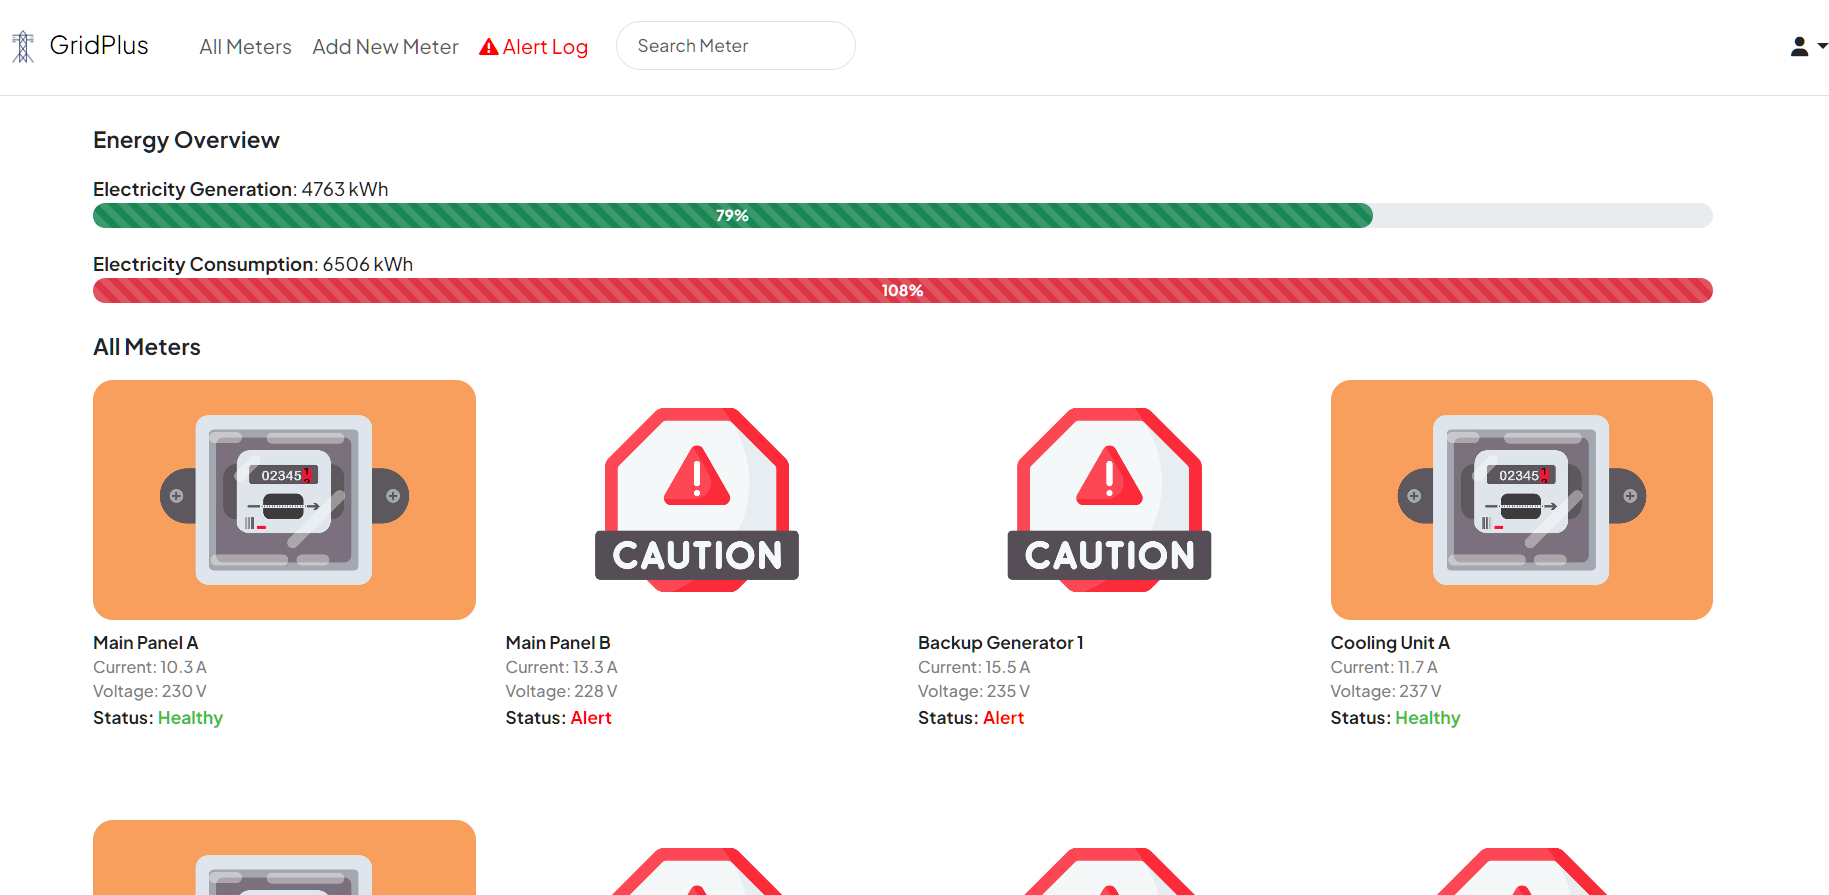 GridPlus All Meters Add New Meter Alert Log Search Meter
Energy Overview
Electricity Generation: 4763 kWh
79%
Electricity Consumption: 6506 kWh
108%
All Meters
02345
CAUTION
CAUTION
02345
Main Panel A
Current: 10.3 A
Voltage: 230 V
Status: Healthy
Main Panel B
Current: 13.3 A
Voltage: 228 V
Status: Alert
Backup Generator 1
Current: 15.5 A
Voltage: 235 V
Status: Alert
Cooling Unit A
Current: 11.7 A
Voltage: 237 V
Status: Healthy